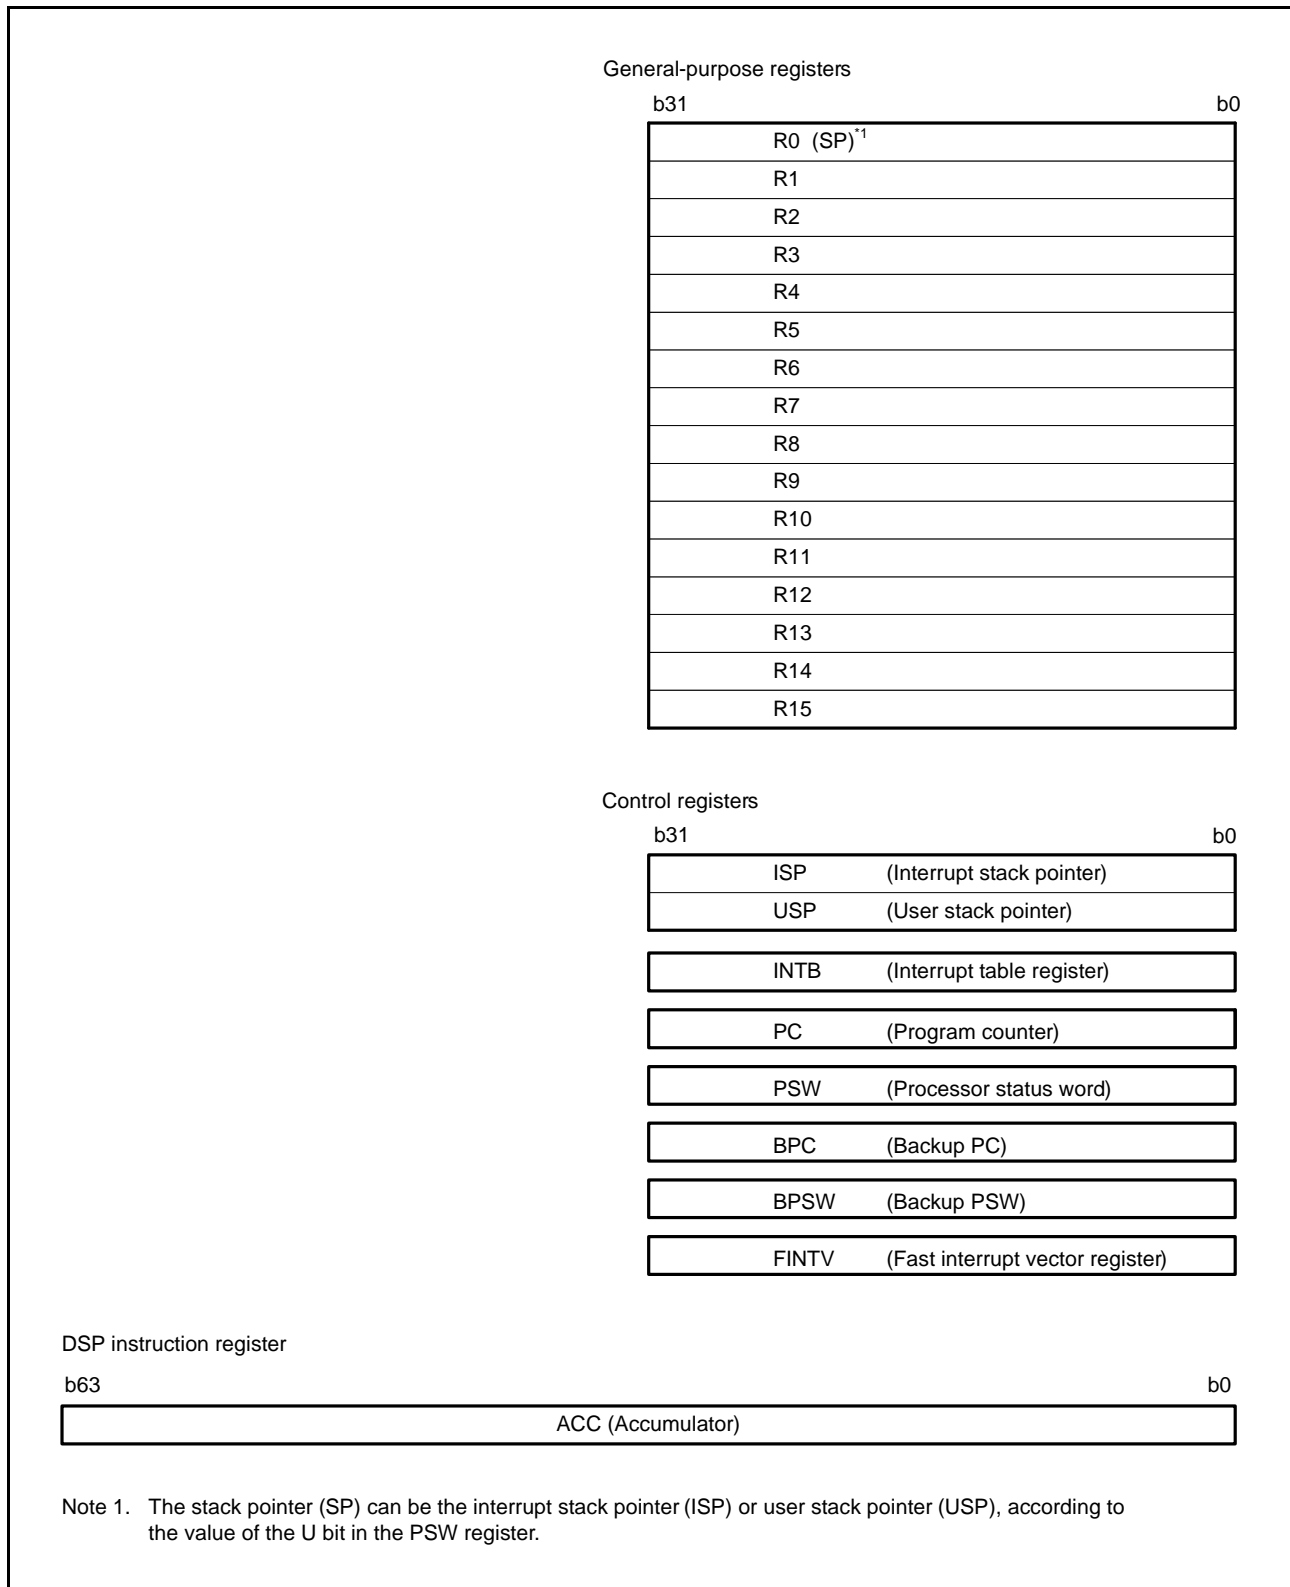 General-purpose registers
b31 b0
R0 (SP)*1
R1
R2
R3
R4
R5
R6
R7
R8
R9
R10
R11
R12
R13
R14
R15
Control registers
b31 b0
ISP (Interrupt stack pointer)
USP (User stack pointer)
INTB (Interrupt table register)
PC (Program counter)
PSW (Processor status word)
BPC (Backup PC)
BPSW (Backup PSW)
FINTV (Fast interrupt vector register)
DSP instruction register
b63 b0
ACC (Accumulator)
Note 1. The stack pointer (SP) can be the interrupt stack pointer (ISP) or user stack pointer (USP), according to
the value of the U bit in the PSW register.